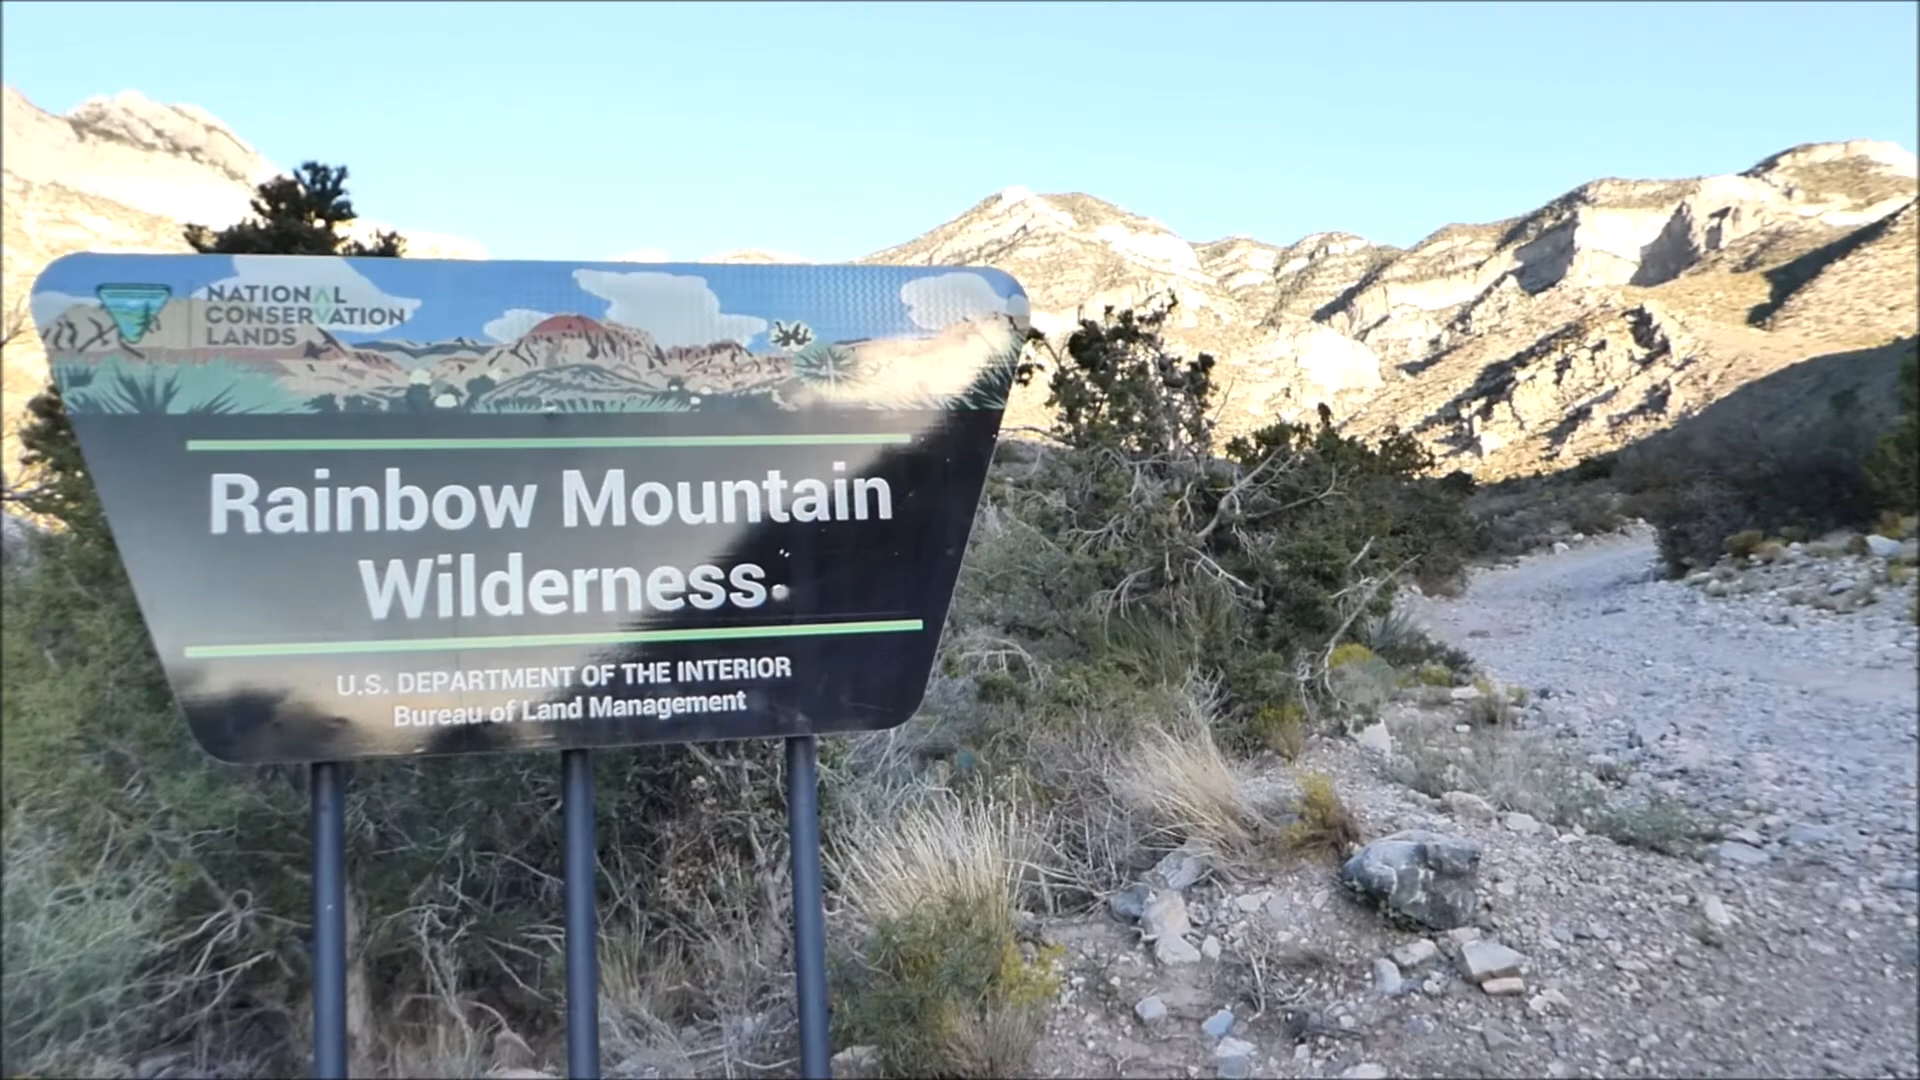 NATIONAL
CONSERVATION
LANDS
Rainbow Mountain
Wilderness
U.S. DEPARTMENT OF THE INTERIOR
Bureau of Land Management